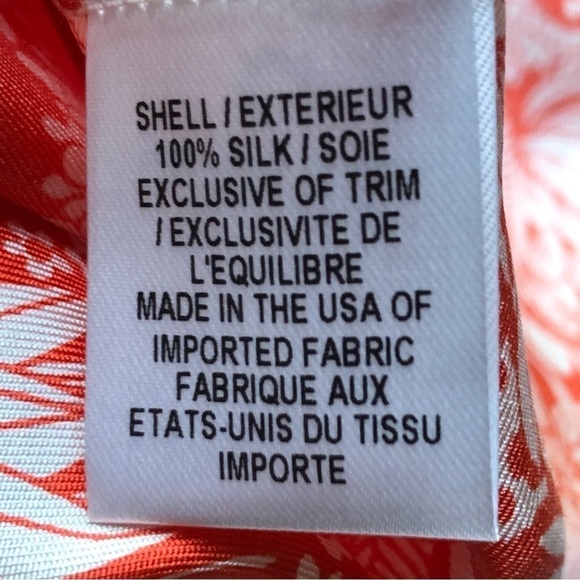 SHELL / EXTERIEUR
100% SILK / SOIE
EXCLUSIVE OF TRIM
/ EXCLUSIVITE DE
L'EQUILIBRE
MADE IN THE USA OF
IMPORTED FABRIC
FABRIQUE AUX
ETATS-UNIS DU TISSU
IMPORTE